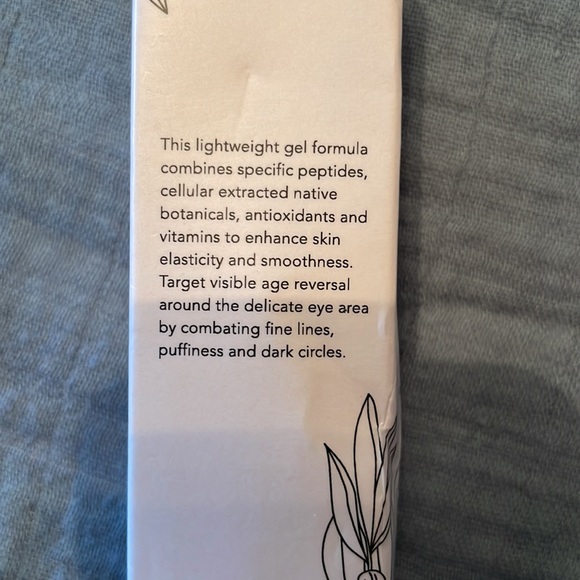 This lightweight gel formula
combines specific peptides,
cellular extracted native
botanicals, antioxidants and
vitamins to enhance skin
elasticity and smoothness.
Target visible age reversal
around the delicate eye area
by combating fine lines,
puffiness and dark circles.